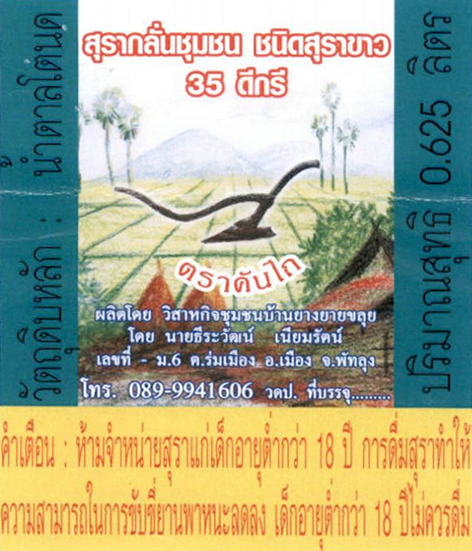 สุรากลั่นชุมชน ชนิดสุราขาว
35 ดีกรี
วัตถุดิบหลัก : น้ำตาลโตนด
ปริมาณสุทธิ 0.625 ลิตร
ตราคันไถ
ผลิตโดย วิสาหกิจชุมชนบ้านยางยายขลุย
โดย นายธีระวัฒน์ เนียมรัตน์
เลขที่ - ม.6 ต.ร่มเมือง อ.เมือง จ.พัทลุง
โทร. 089-9941606 วดป. ที่บรรจุ.........
คำเตือน : ห้ามจำหน่ายสุราแก่เด็กอายุต่ำกว่า 18 ปี การดื่มสุราทำให้
ความสามารถในการขับขี่ยานพาหนะลดลง เด็กอายุต่ำกว่า 18 ปีไม่ควรดื่ม